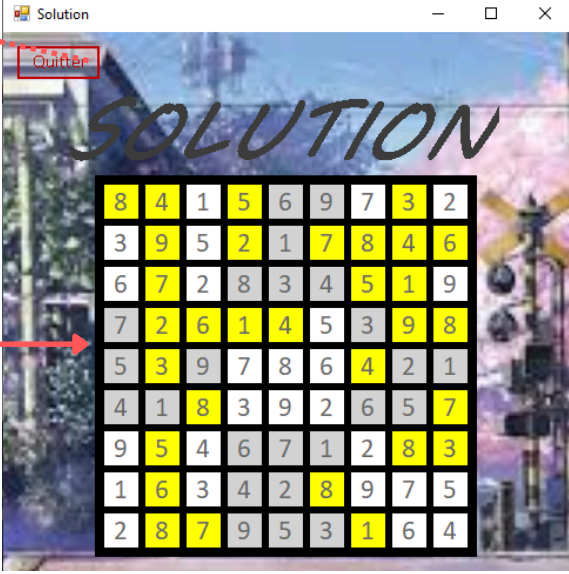 Solution
Quitter
SOLUTION
8 4 1 5 6 9 7 3 2
3 9 5 2 1 7 8 4 6
6 7 2 8 3 4 5 1 9
7 2 6 1 4 5 3 9 8
5 3 9 7 8 6 4 2 1
4 1 8 3 9 2 6 5 7
9 5 4 6 7 1 2 8 3
1 6 3 4 2 8 9 7 5
2 8 7 9 5 3 1 6 4